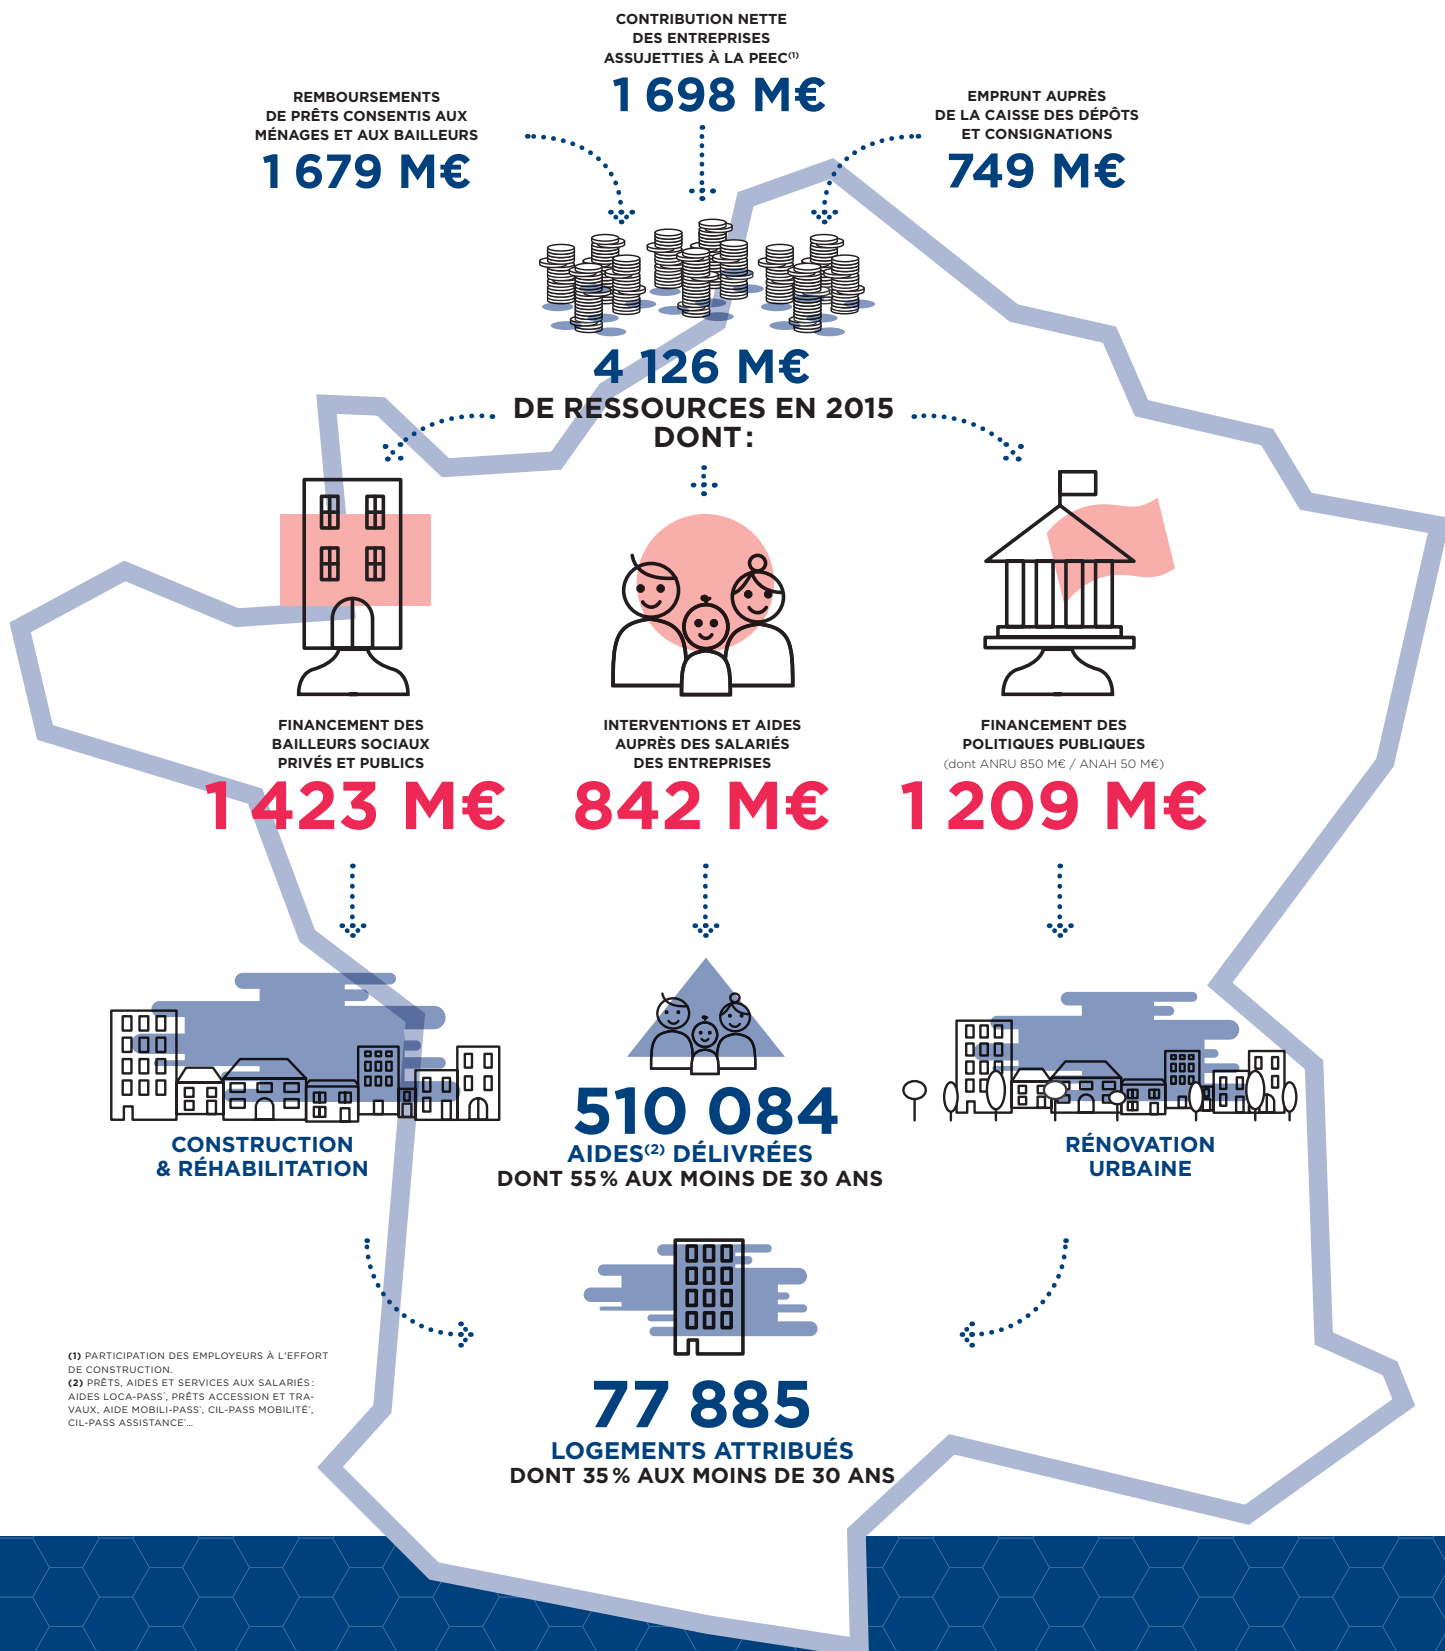 CONTRIBUTION NETTE
DES ENTREPRISES
ASSUJETTIES À LA PEEC(1)
1 698 M€
REMBOURSEMENTS
DE PRÊTS CONSENTIS AUX
MÉNAGES ET AUX BAILLEURS
1 679 M€
EMPRUNT AUPRÈS
DE LA CAISSE DES DÉPÔTS
ET CONSIGNATIONS
749 M€
4 126 M€
DE RESSOURCES EN 2015
DONT :
FINANCEMENT DES
BAILLEURS SOCIAUX
PRIVÉS ET PUBLICS
1 423 M€
INTERVENTIONS ET AIDES
AUPRÈS DES SALARIÉS
DES ENTREPRISES
842 M€
FINANCEMENT DES
POLITIQUES PUBLIQUES
(dont ANRU 850 M€ / ANAH 50 M€)
1 209 M€
CONSTRUCTION
& RÉHABILITATION
510 084
AIDES(2) DÉLIVRÉES
DONT 55 % AUX MOINS DE 30 ANS
RÉNOVATION
URBAINE
77 885
LOGEMENTS ATTRIBUÉS
DONT 35 % AUX MOINS DE 30 ANS
(1) PARTICIPATION DES EMPLOYEURS À L'EFFORT
DE CONSTRUCTION.
(2) PRÊTS, AIDES ET SERVICES AUX SALARIÉS :
AIDES LOCA-PASS®, PRÊTS ACCESSION ET TRA-
VAUX, AIDE MOBILI-PASS®, CIL-PASS MOBILITÉ®,
CIL-PASS ASSISTANCE®...